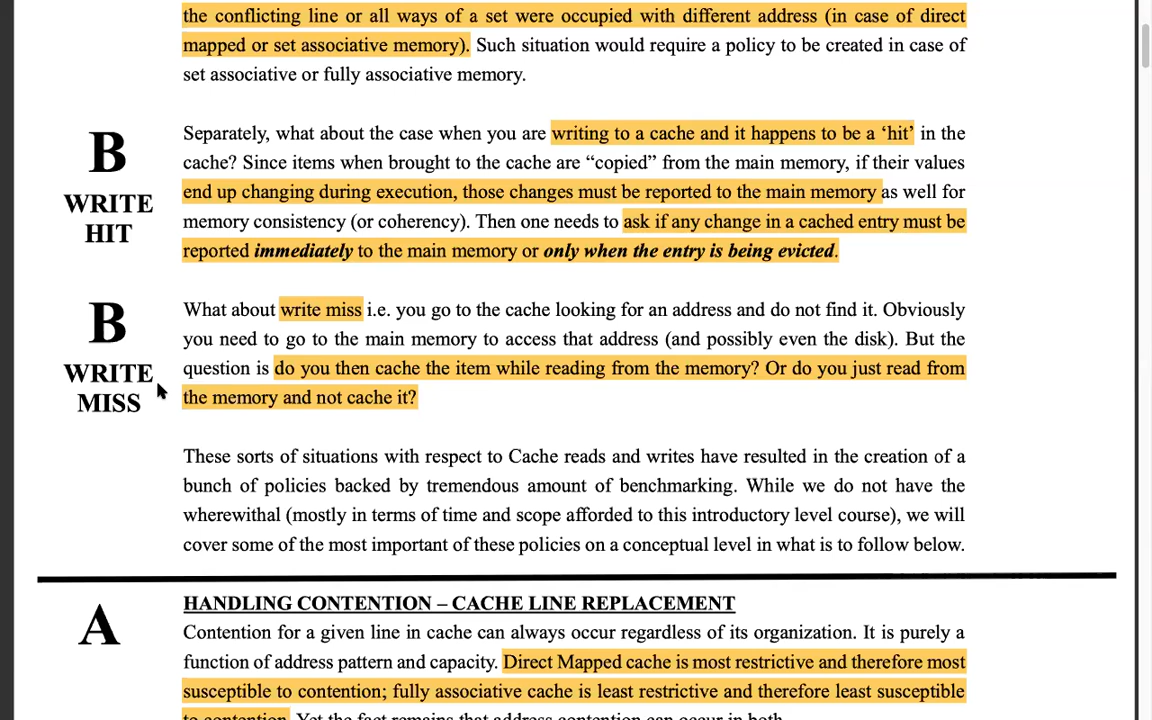 the conflicting line or all ways of a set were occupied with different address (in case of direct
mapped or set associative memory). Such situation would require a policy to be created in case of
set associative or fully associative memory.
B
WRITE
HIT
Separately, what about the case when you are writing to a cache and it happens to be a ‘hit’ in the
cache? Since items when brought to the cache are “copied” from the main memory, if their values
end up changing during execution, those changes must be reported to the main memory as well for
memory consistency (or coherency). Then one needs to ask if any change in a cached entry must be
reported immediately to the main memory or only when the entry is being evicted.
B
WRITE
MISS
What about write miss i.e. you go to the cache looking for an address and do not find it. Obviously
you need to go to the main memory to access that address (and possibly even the disk). But the
question is do you then cache the item while reading from the memory? Or do you just read from
the memory and not cache it?
These sorts of situations with respect to Cache reads and writes have resulted in the creation of a
bunch of policies backed by tremendous amount of benchmarking. While we do not have the
wherewithal (mostly in terms of time and scope afforded to this introductory level course), we will
cover some of the most important of these policies on a conceptual level in what is to follow below.
A
HANDLING CONTENTION – CACHE LINE REPLACEMENT
Contention for a given line in cache can always occur regardless of its organization. It is purely a
function of address pattern and capacity. Direct Mapped cache is most restrictive and therefore most
susceptible to contention; fully associative cache is least restrictive and therefore least susceptible
to contention. Yet the fact remains that address contention can occur in both